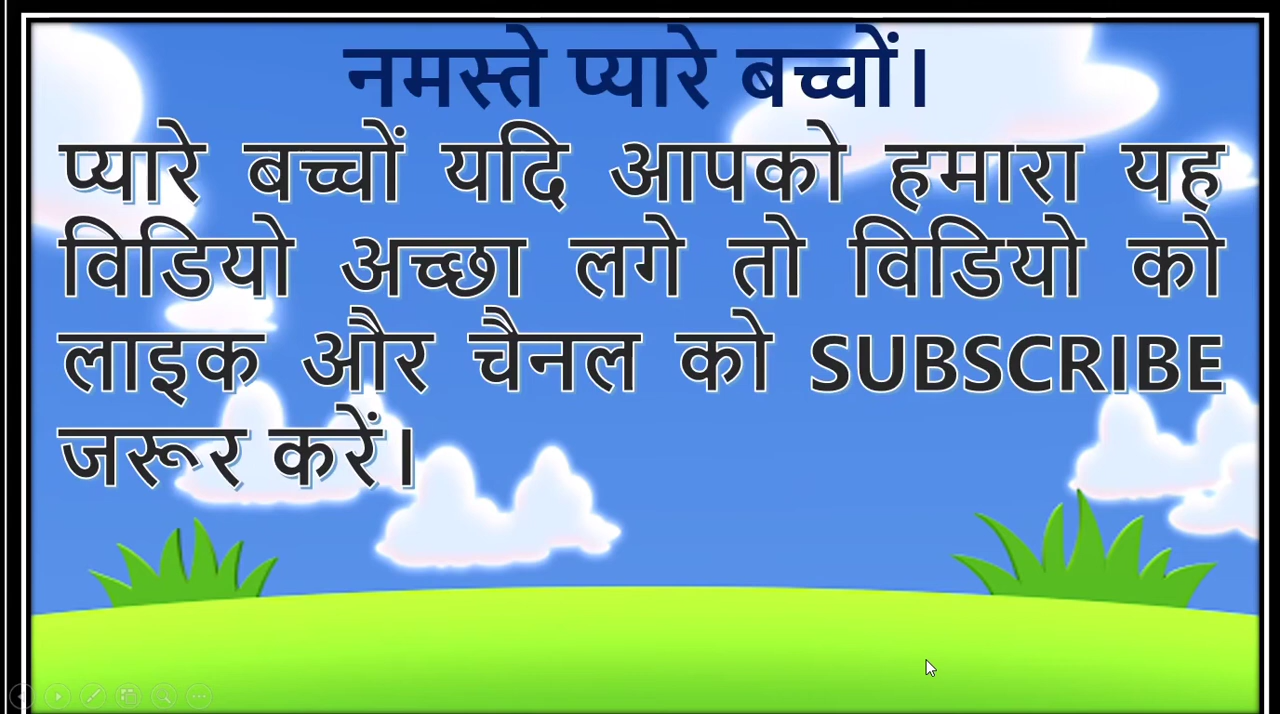 नमस्ते प्यारे बच्चों।
प्यारे बच्चों यदि आपको हमारा यह
विडियो अच्छा लगे तो विडियो को
लाइक और चैनल को SUBSCRIBE
जरूर करें।